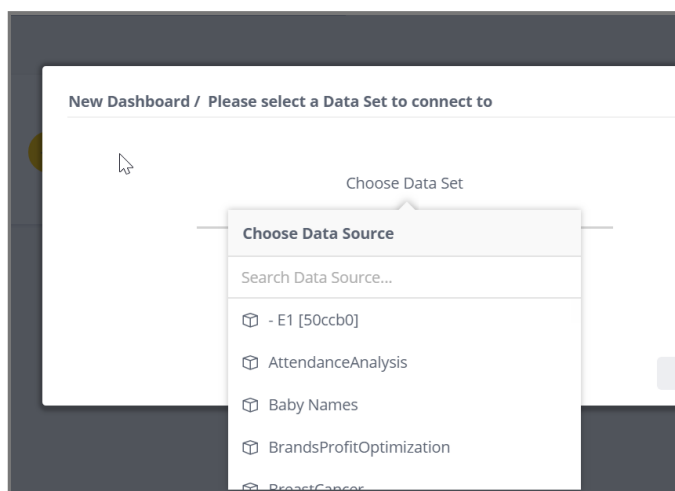 New Dashboard / Please select a Data Set to connect to
Choose Data Set
Choose Data Source
Search Data Source...
- E1 [50ccb0]
AttendanceAnalysis
Baby Names
BrandsProfitOptimization
BreastCancer